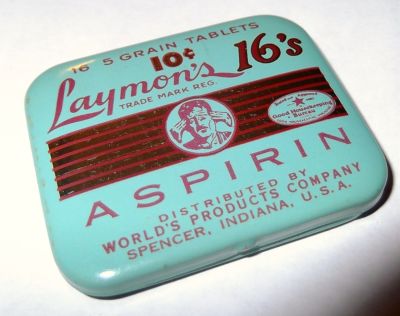 16 5 GRAIN TABLETS
10¢
Laymon's 16's
TRADE MARK REG.
Good Housekeeping
Bureau
ASPIRIN
DISTRIBUTED BY
WORLD'S PRODUCTS COMPANY
SPENCER, INDIANA, U.S.A.